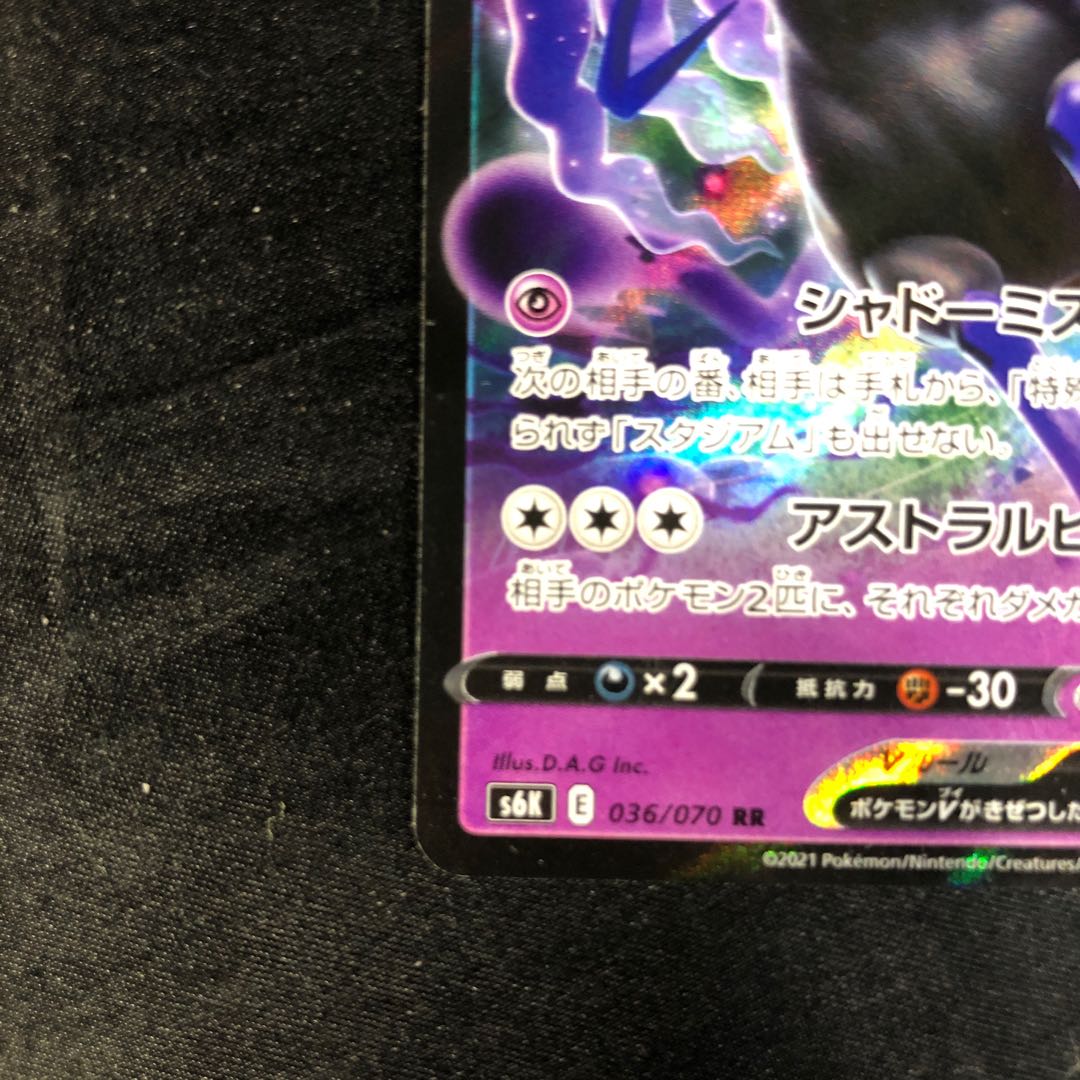 シャドーミス
次の相手の番、相手は手札から、「特殊
られず「スタジアム」も出せない。
アストラルビ
相手のポケモン2匹に、それぞれダメカ
弱点 ×2 抵抗力 -30
Illus.D.A.G Inc.
ルール
s6K E 036/070 RR
ポケモンVがきぜつした
©2021 Pokémon/Nintendo/Creatures/